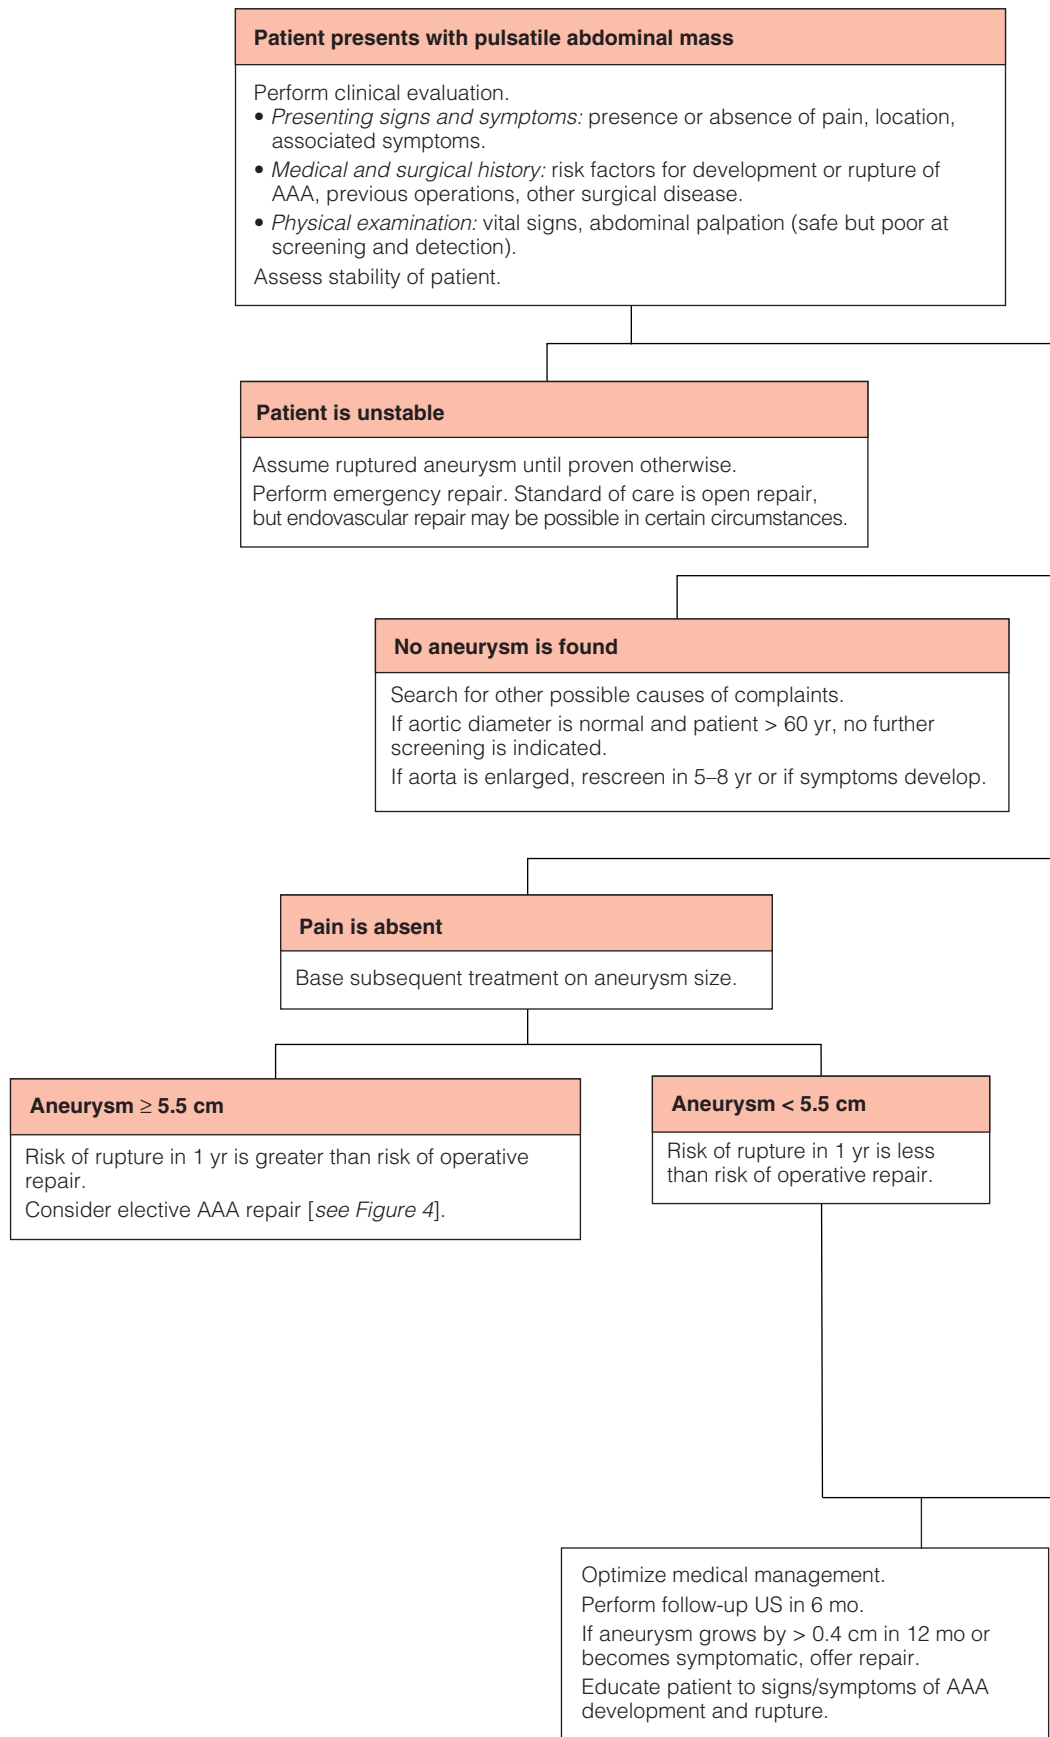 Patient presents with pulsatile abdominal mass
Perform clinical evaluation.
• Presenting signs and symptoms: presence or absence of pain, location,
associated symptoms.
• Medical and surgical history: risk factors for development or rupture of
AAA, previous operations, other surgical disease.
• Physical examination: vital signs, abdominal palpation (safe but poor at
screening and detection).
Assess stability of patient.
Patient is unstable
Assume ruptured aneurysm until proven otherwise.
Perform emergency repair. Standard of care is open repair,
but endovascular repair may be possible in certain circumstances.
No aneurysm is found
Search for other possible causes of complaints.
If aortic diameter is normal and patient > 60 yr, no further
screening is indicated.
If aorta is enlarged, rescreen in 5–8 yr or if symptoms develop.
Pain is absent
Base subsequent treatment on aneurysm size.
Aneurysm ≥ 5.5 cm
Risk of rupture in 1 yr is greater than risk of operative
repair.
Consider elective AAA repair [see Figure 4].
Aneurysm < 5.5 cm
Risk of rupture in 1 yr is less
than risk of operative repair.
Optimize medical management.
Perform follow-up US in 6 mo.
If aneurysm grows by > 0.4 cm in 12 mo or
becomes symptomatic, offer repair.
Educate patient to signs/symptoms of AAA
development and rupture.